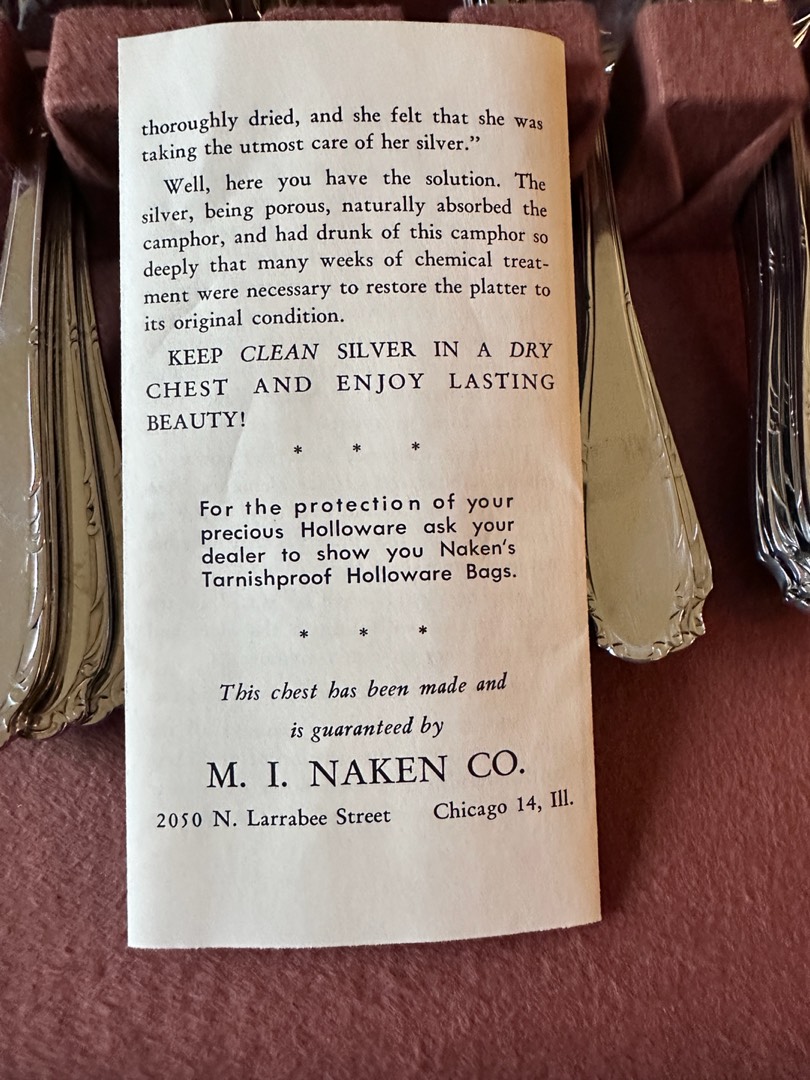 thoroughly dried, and she felt that she was
taking the utmost care of her silver.”
Well, here you have the solution. The
silver, being porous, naturally absorbed the
camphor, and had drunk of this camphor so
deeply that many weeks of chemical treat-
ment were necessary to restore the platter to
its original condition.
KEEP CLEAN SILVER IN A DRY
CHEST AND ENJOY LASTING
BEAUTY!
* * *
For the protection of your
precious Holloware ask your
dealer to show you Naken's
Tarnishproof Holloware Bags.
* * *
This chest has been made and
is guaranteed by
M. I. NAKEN CO.
2050 N. Larrabee Street Chicago 14, Ill.